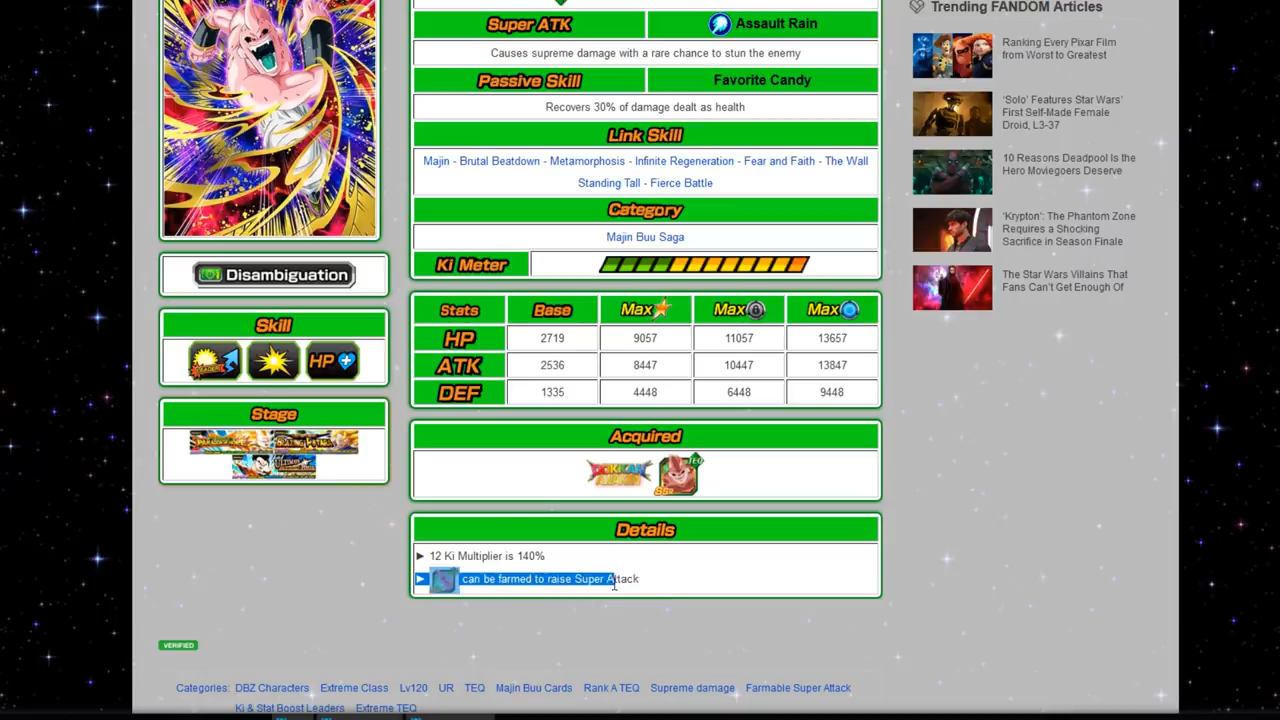 Super ATK
Assault Rain
Causes supreme damage with a rare chance to stun the enemy
Passive Skill
Favorite Candy
Recovers 30% of damage dealt as health
Link Skill
Majin - Brutal Beatdown - Metamorphosis - Infinite Regeneration - Fear and Faith - The Wall
Standing Tall - Fierce Battle
Category
Majin Buu Saga
Ki Meter
Stats Base Max Max Max
HP 2719 9057 11057 13657
ATK 2536 8447 10447 13847
DEF 1335 4448 6448 9448
Acquired
DOKKAN
TEQ
SSR
Details
► 12 Ki Multiplier is 140%
► can be farmed to raise Super Attack
Disambiguation
Skill
LEADER
HP
Stage
VERIFIED
Categories: DBZ Characters Extreme Class Lv120 UR TEQ Majin Buu Cards Rank A TEQ Supreme damage Farmable Super Attack
Ki & Stat Boost Leaders Extreme TEQ
Trending FANDOM Articles
Ranking Every Pixar Film
from Worst to Greatest
‘Solo’ Features Star Wars’
First Self-Made Female
Droid, L3-37
10 Reasons Deadpool Is the
Hero Moviegoers Deserve
‘Krypton’: The Phantom Zone
Requires a Shocking
Sacrifice in Season Finale
The Star Wars Villains That
Fans Can’t Get Enough Of